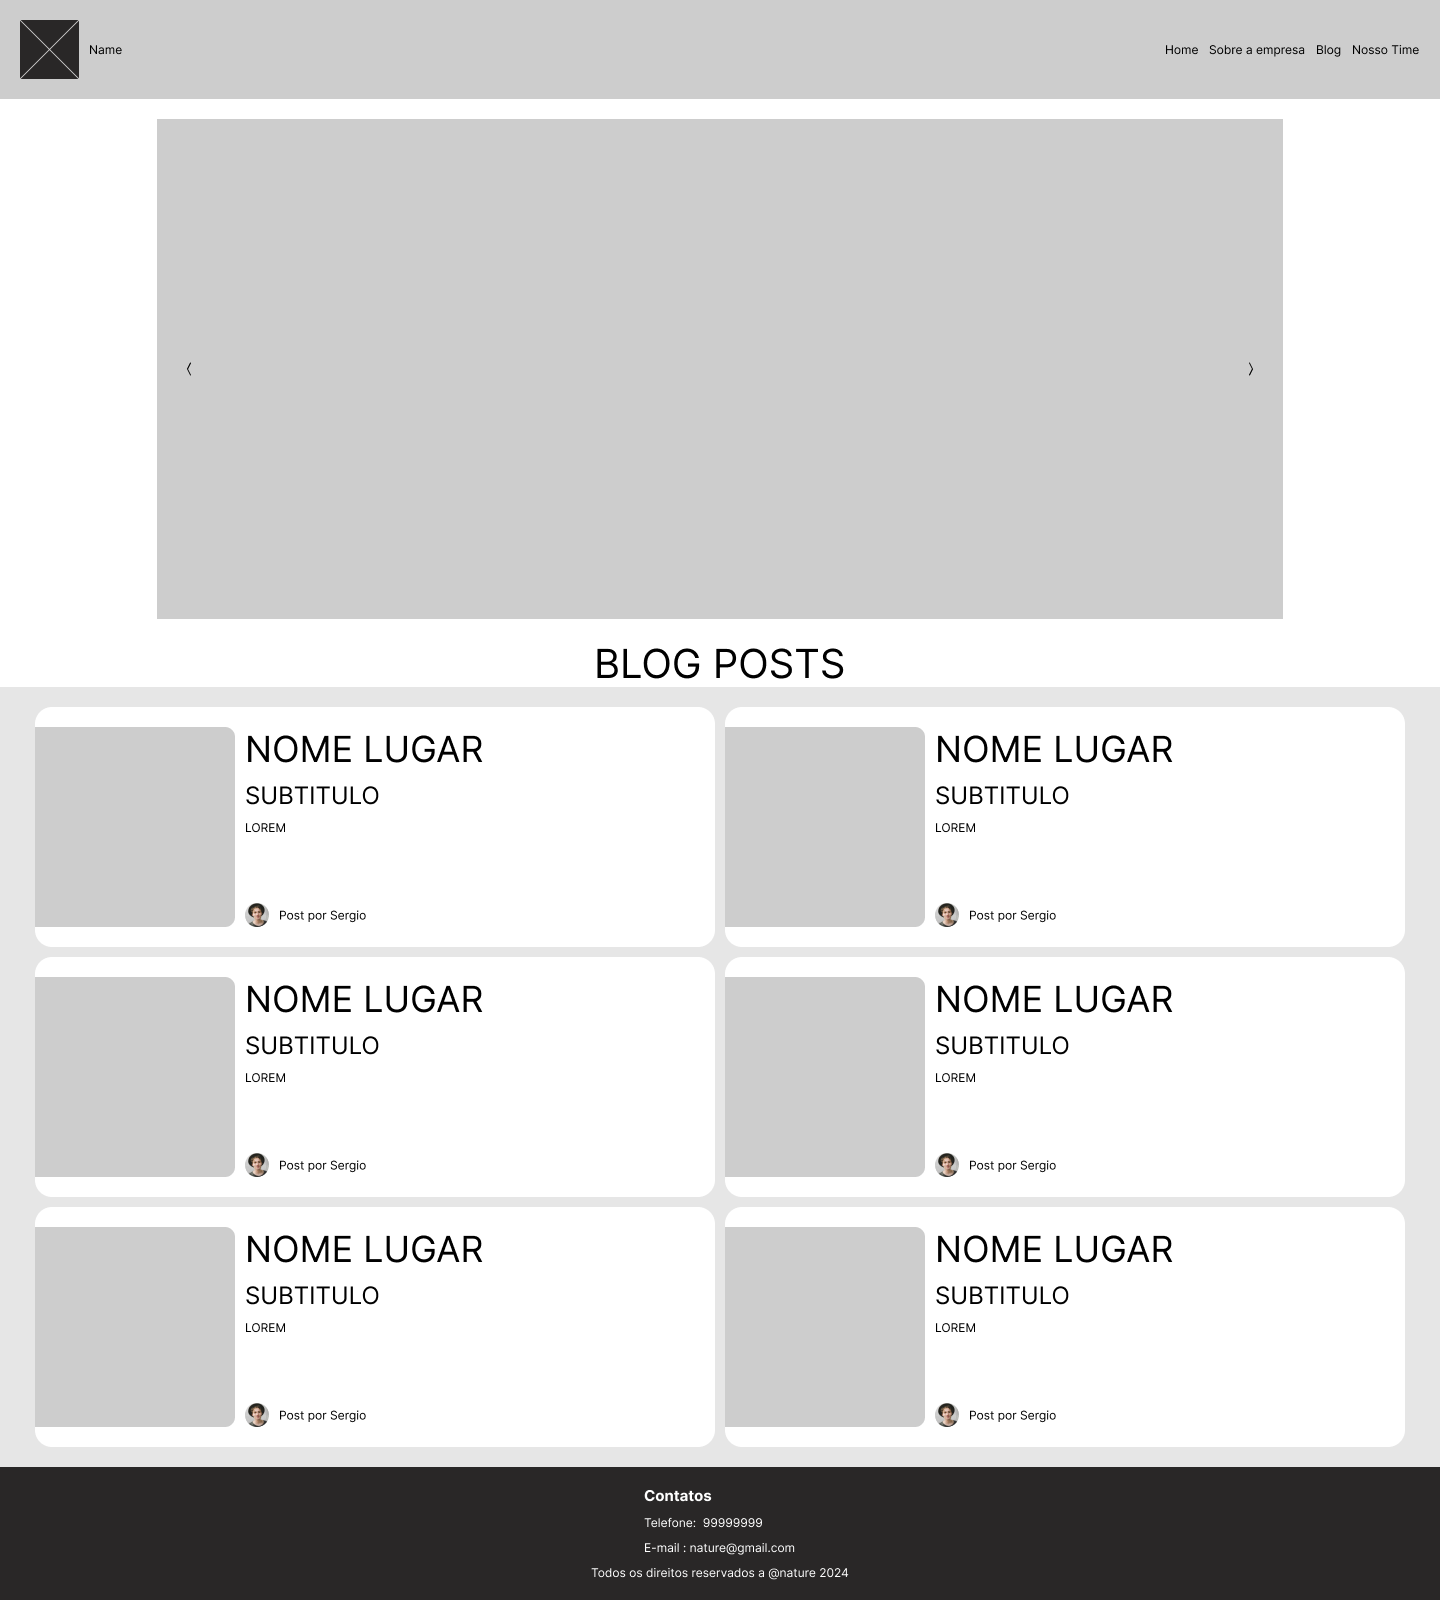 Name
Home Sobre a empresa Blog Nosso Time
BLOG POSTS
NOME LUGAR
SUBTITULO
LOREM
Post por Sergio
NOME LUGAR
SUBTITULO
LOREM
Post por Sergio
NOME LUGAR
SUBTITULO
LOREM
Post por Sergio
NOME LUGAR
SUBTITULO
LOREM
Post por Sergio
NOME LUGAR
SUBTITULO
LOREM
Post por Sergio
NOME LUGAR
SUBTITULO
LOREM
Post por Sergio
Contatos
Telefone: 99999999
E-mail : nature@gmail.com
Todos os direitos reservados a @nature 2024